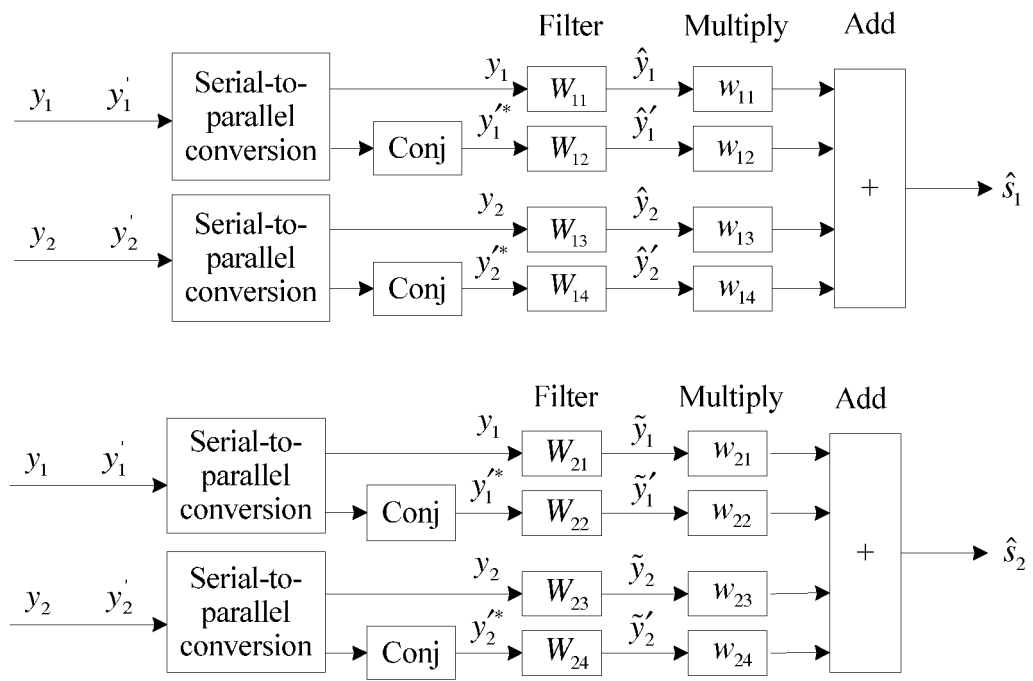 Filter Multiply Add
y₁ y₁' Serial-to-parallel conversion y₁ W₁₁ ŷ₁ w₁₁
Conj y₁′* W₁₂ ŷ₁′ w₁₂
+ ŝ₁
y₂ y₂' Serial-to-parallel conversion y₂ W₁₃ ŷ₂ w₁₃
Conj y₂′* W₁₄ ŷ₂′ w₁₄
Filter Multiply Add
y₁ y₁' Serial-to-parallel conversion y₁ W₂₁ ỹ₁ w₂₁
Conj y₁′* W₂₂ ỹ₁′ w₂₂
+ ŝ₂
y₂ y₂' Serial-to-parallel conversion y₂ W₂₃ ỹ₂ w₂₃
Conj y₂′* W₂₄ ỹ₂′ w₂₄